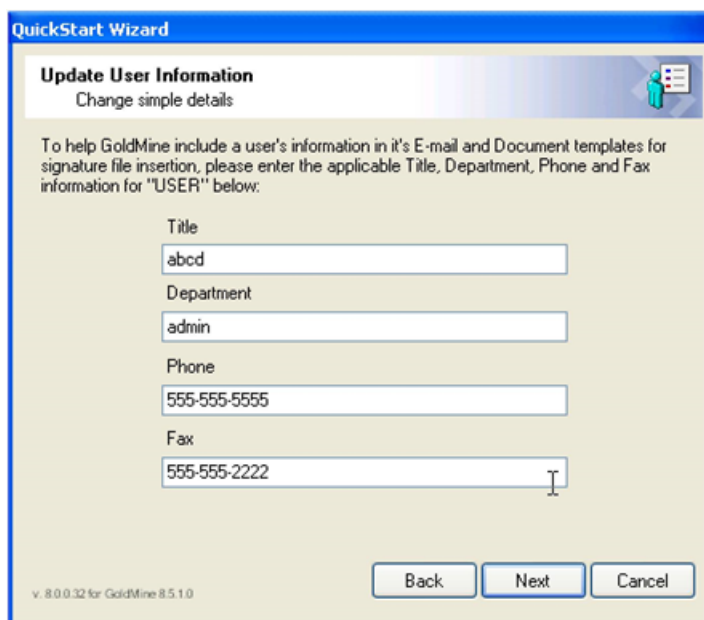 QuickStart Wizard
Update User Information
Change simple details
To help GoldMine include a user's information in it's E-mail and Document templates for
signature file insertion, please enter the applicable Title, Department, Phone and Fax
information for "USER" below:
Title
abcd
Department
admin
Phone
555-555-5555
Fax
555-555-2222
v. 8.0.0.32 for GoldMine 8.5.1.0
Back
Next
Cancel